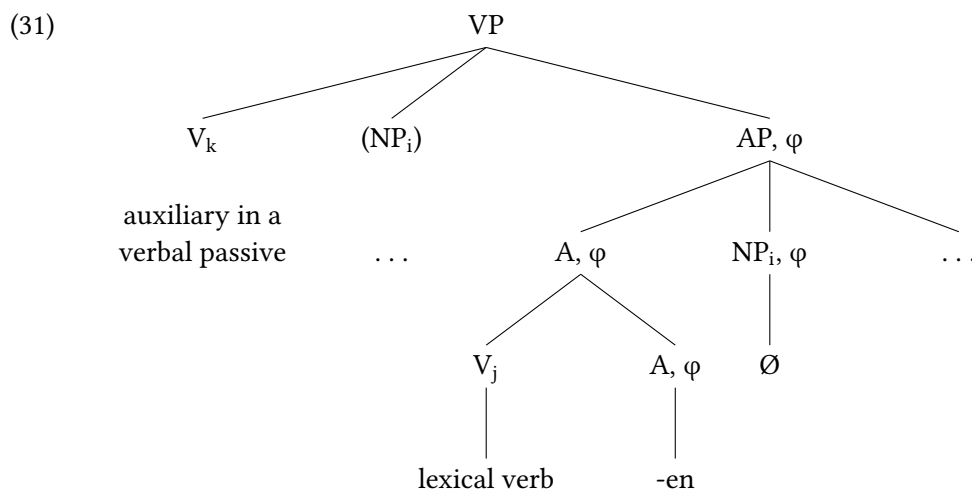 (31) VP
V_k (NP_i) AP, φ
auxiliary in a
verbal passive ... A, φ NP_i, φ ...
V_j A, φ Ø
lexical verb -en